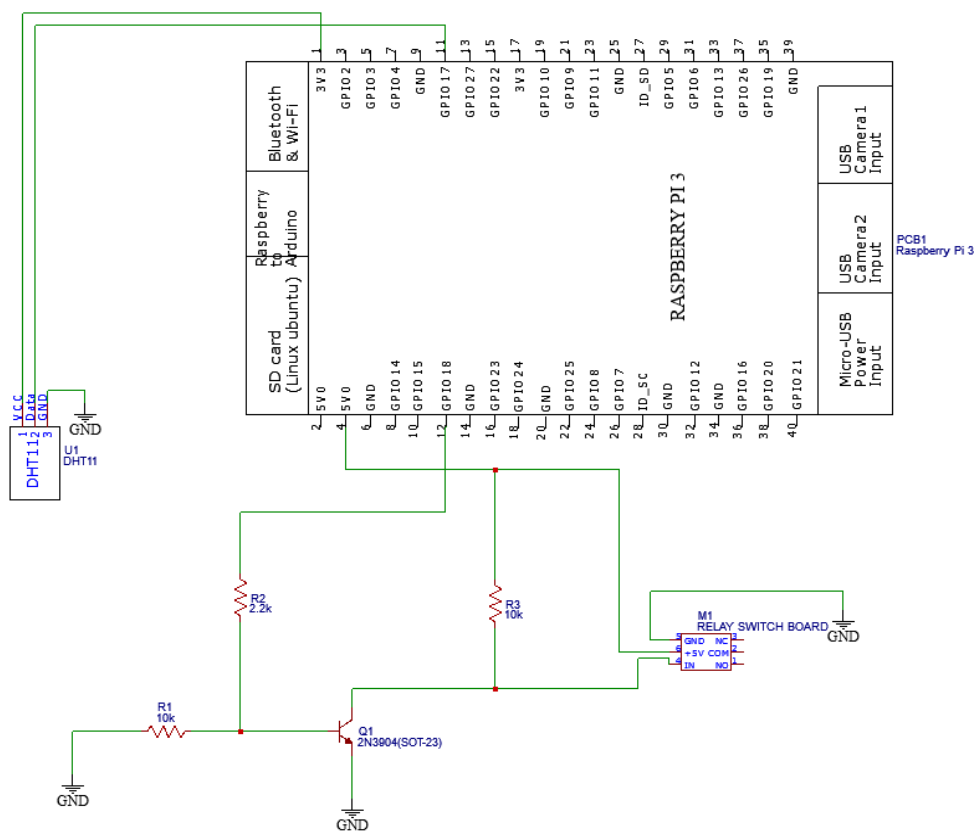 1 3 5 7 9 11 13 15 17 19 21 23 25 27 29 31 33 37 35 39
3V3 GPIO2 GPIO3 GPIO4 GND GPIO17 GPIO27 GPIO22 3V3 GPIO10 GPIO9 GPIO11 GND ID_SD GPIO5 GPIO6 GPIO13 GPIO26 GPIO19 GND
Bluetooth
& Wi-Fi
Raspberry
to
Arduino
SD card
(Linux ubuntu)
RASPBERRY PI 3
USB
Camera1
Input
USB
Camera2
Input
Micro-USB
Power
Input
PCB1
Raspberry Pi 3
5V0 5V0 GND GPIO14 GPIO15 GPIO18 GND GPIO23 GPIO24 GND GPIO25 GPIO8 GPIO7 ID_SC GND GPIO12 GND GPIO16 GPIO20 GPIO21
2 4 6 8 10 12 14 16 18 20 22 24 26 28 30 32 34 36 38 40
VCC
Data
GND
1 2 3
DHT11
GND
U1
DHT11
R2
2.2k
R3
10k
M1
RELAY SWITCH BOARD
5 GND NC 3
6 +5V COM 2
4 IN NO 1
GND
R1
10k
Q1
2N3904(SOT-23)
GND
GND